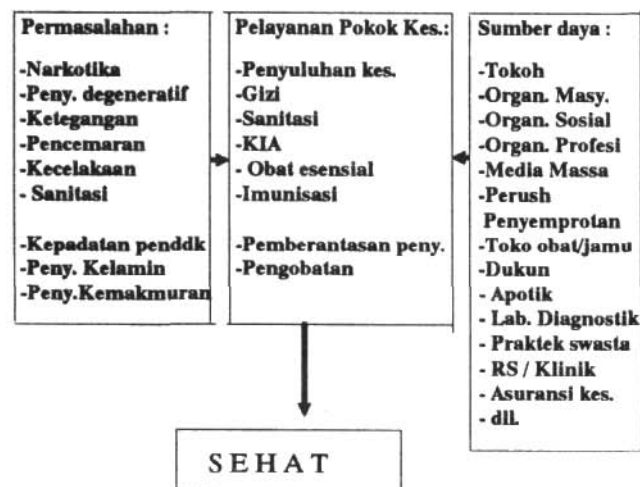 Permasalahan :
-Narkotika
-Peny. degeneratif
-Ketegangan
-Pencemaran
-Kecelakaan
- Sanitasi
-Kepadatan penddk
-Peny. Kelamin
-Peny.Kemakmuran
Pelayanan Pokok Kes.:
-Penyuluhan kes.
-Gizi
-Sanitasi
-KIA
- Obat esensial
-Imunisasi
-Pemberantasan peny.
-Pengobatan
Sumber daya :
-Tokoh
-Organ. Masy.
-Organ. Sosial
-Organ. Profesi
-Media Massa
-Perush
Penyemprotan
-Toko obat/jamu
-Dukun
- Apotik
- Lab. Diagnostik
- Praktek swasta
- RS / Klinik
- Asuransi kes.
- dll.
SEHAT